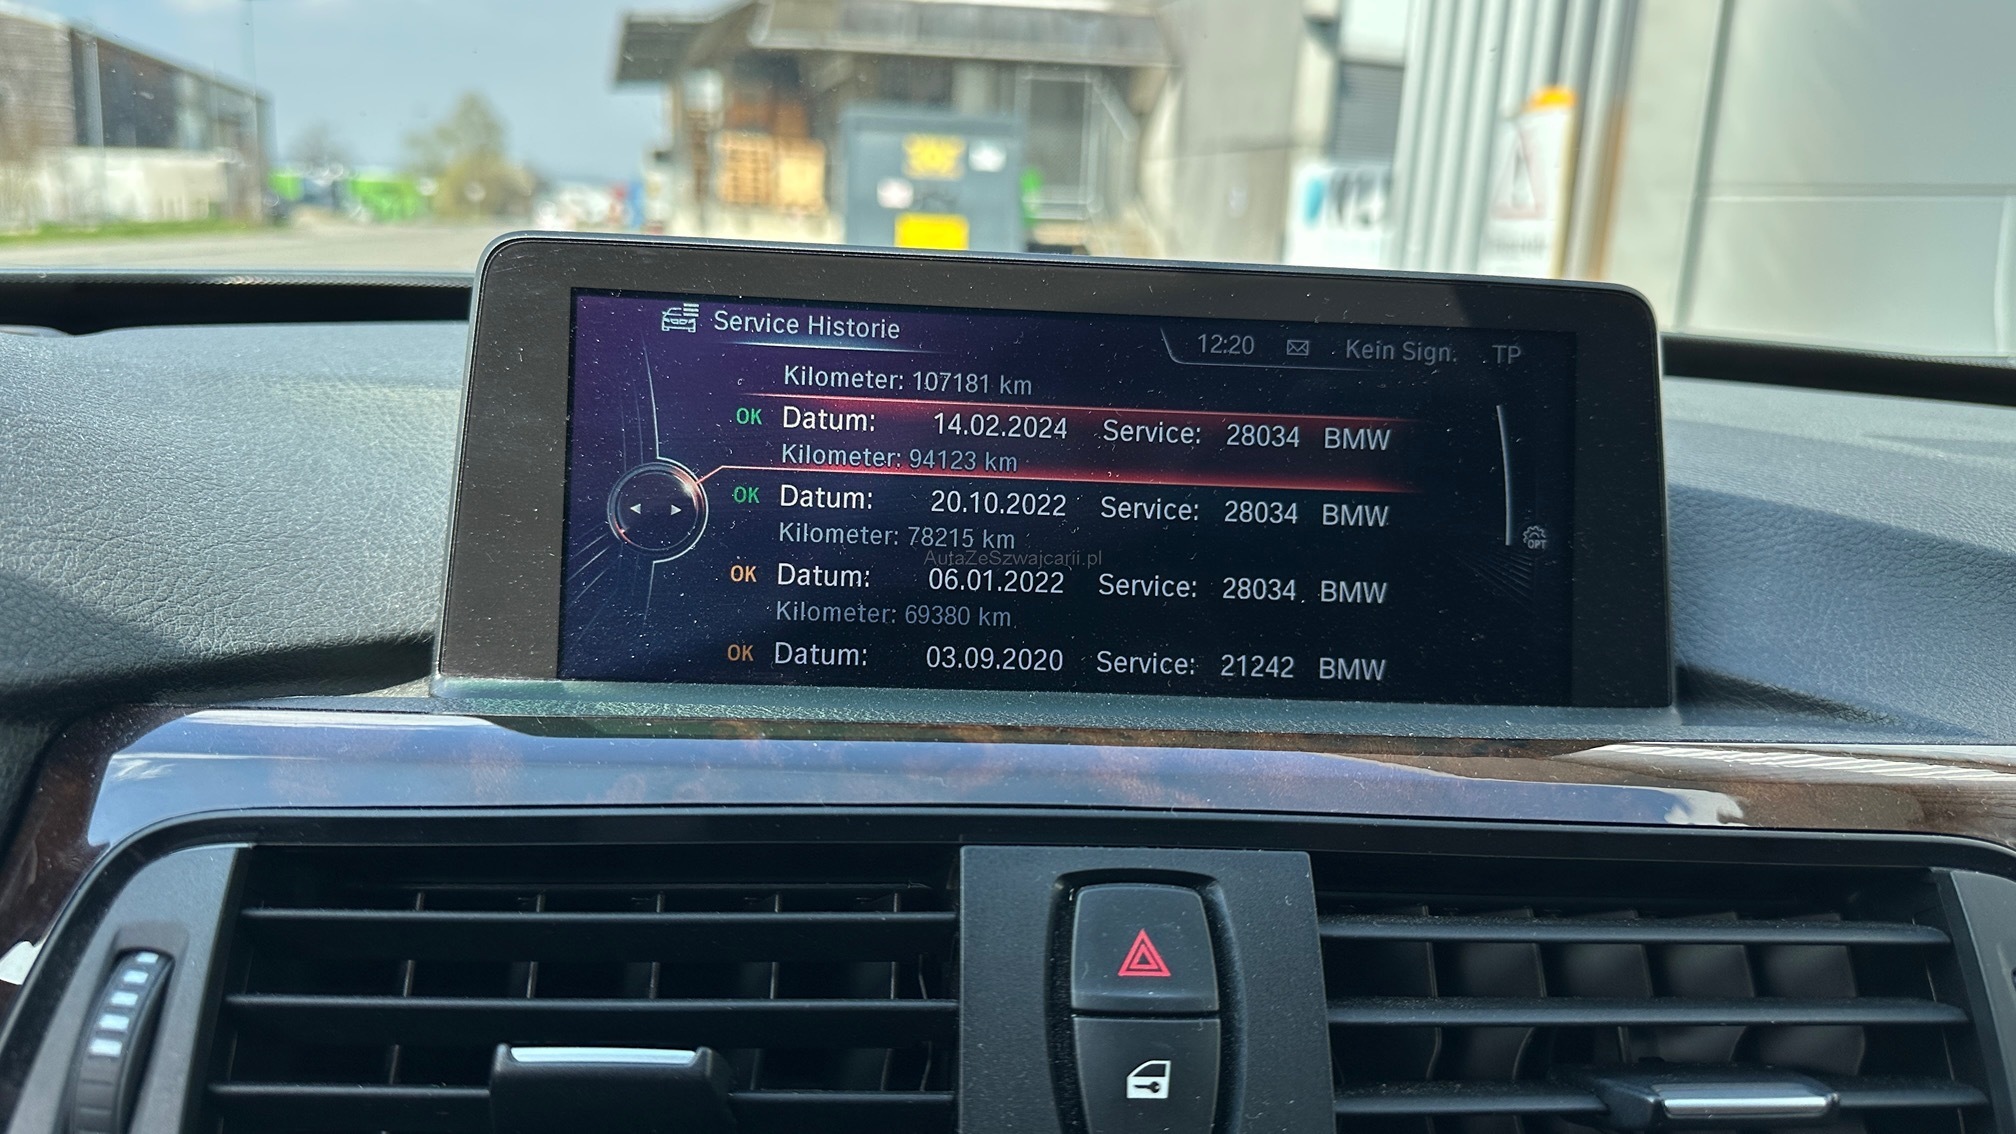 Service Historie
12:20 Kein Sign. TP
Kilometer: 107181 km
OK Datum: 14.02.2024 Service: 28034 BMW
Kilometer: 94123 km
OK Datum: 20.10.2022 Service: 28034 BMW
Kilometer: 78215 km
AutaZeSzwajcarii.pl
OK Datum: 06.01.2022 Service: 28034 BMW
Kilometer: 69380 km
OK Datum: 03.09.2020 Service: 21242 BMW
OPT